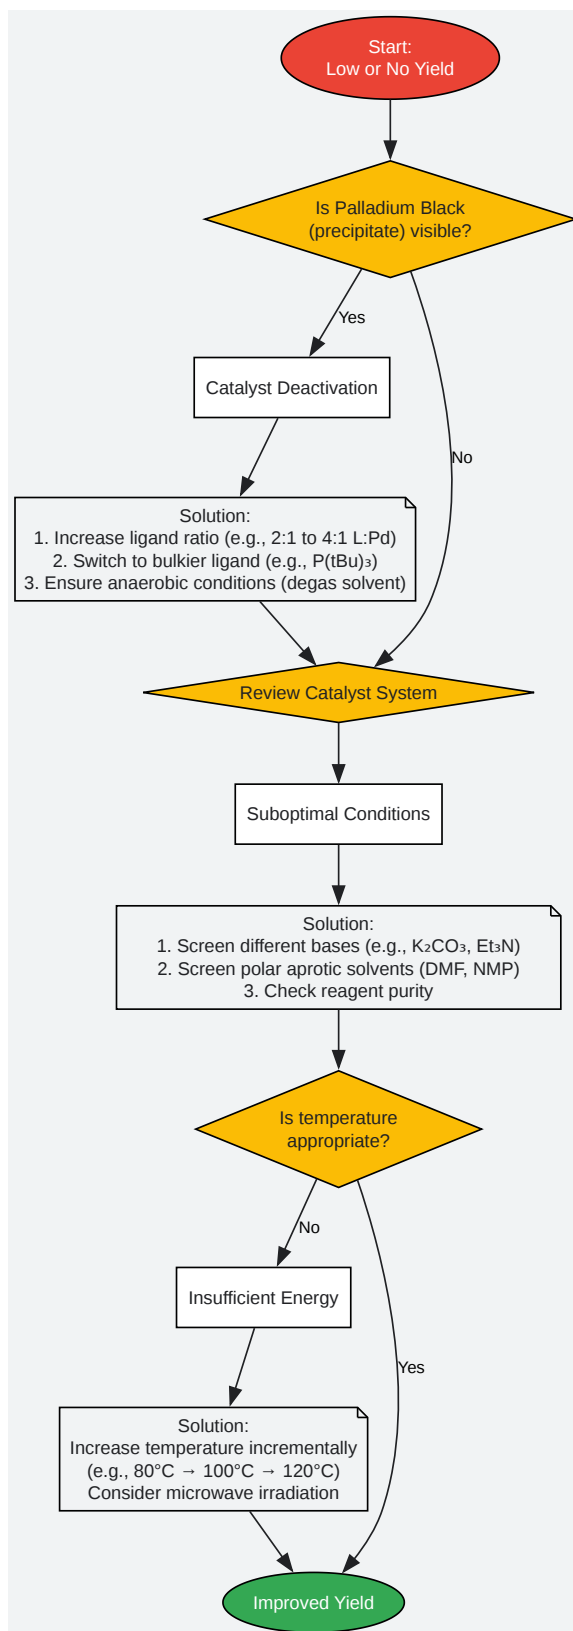 Start:
Low or No Yield
Is Palladium Black
(precipitate) visible?
Yes
Catalyst Deactivation
No
Solution:
1. Increase ligand ratio (e.g., 2:1 to 4:1 L:Pd)
2. Switch to bulkier ligand (e.g., P(tBu)₃)
3. Ensure anaerobic conditions (degas solvent)
Review Catalyst System
Suboptimal Conditions
Solution:
1. Screen different bases (e.g., K₂CO₃, Et₃N)
2. Screen polar aprotic solvents (DMF, NMP)
3. Check reagent purity
Is temperature
appropriate?
No
Insufficient Energy
Yes
Solution:
Increase temperature incrementally
(e.g., 80°C → 100°C → 120°C)
Consider microwave irradiation
Improved Yield